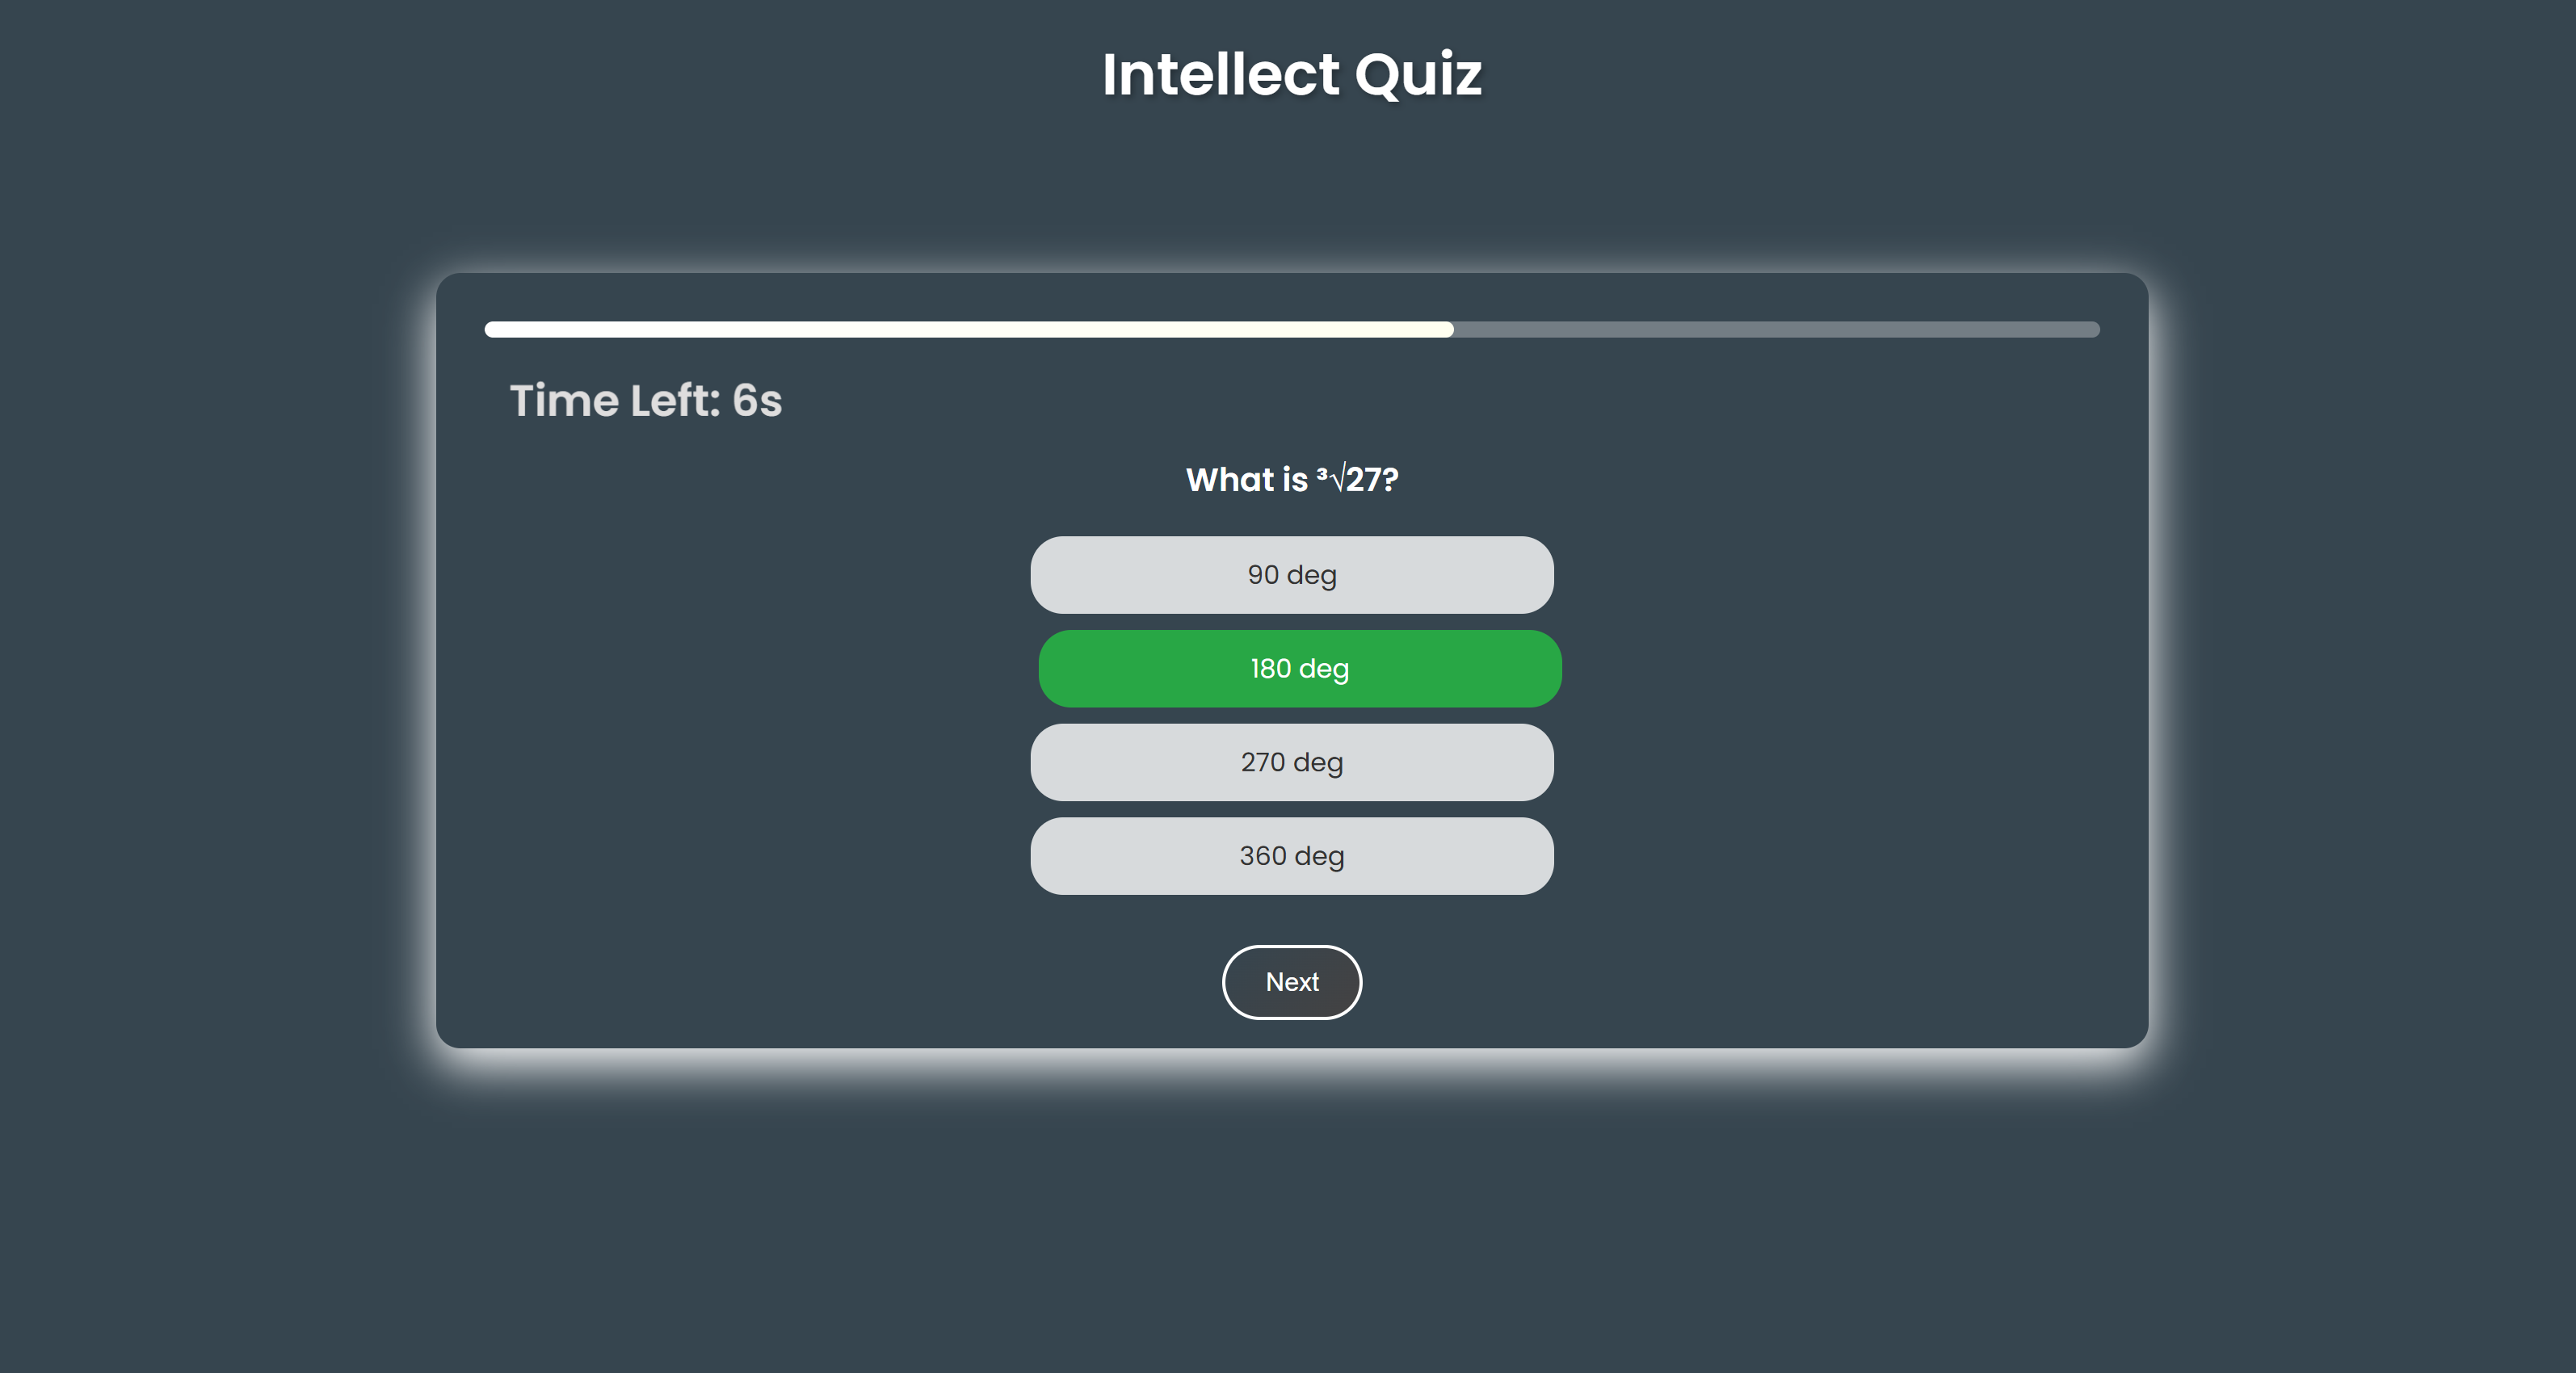 Intellect Quiz
Time Left: 6s
What is ³√27?
90 deg
180 deg
270 deg
360 deg
Next